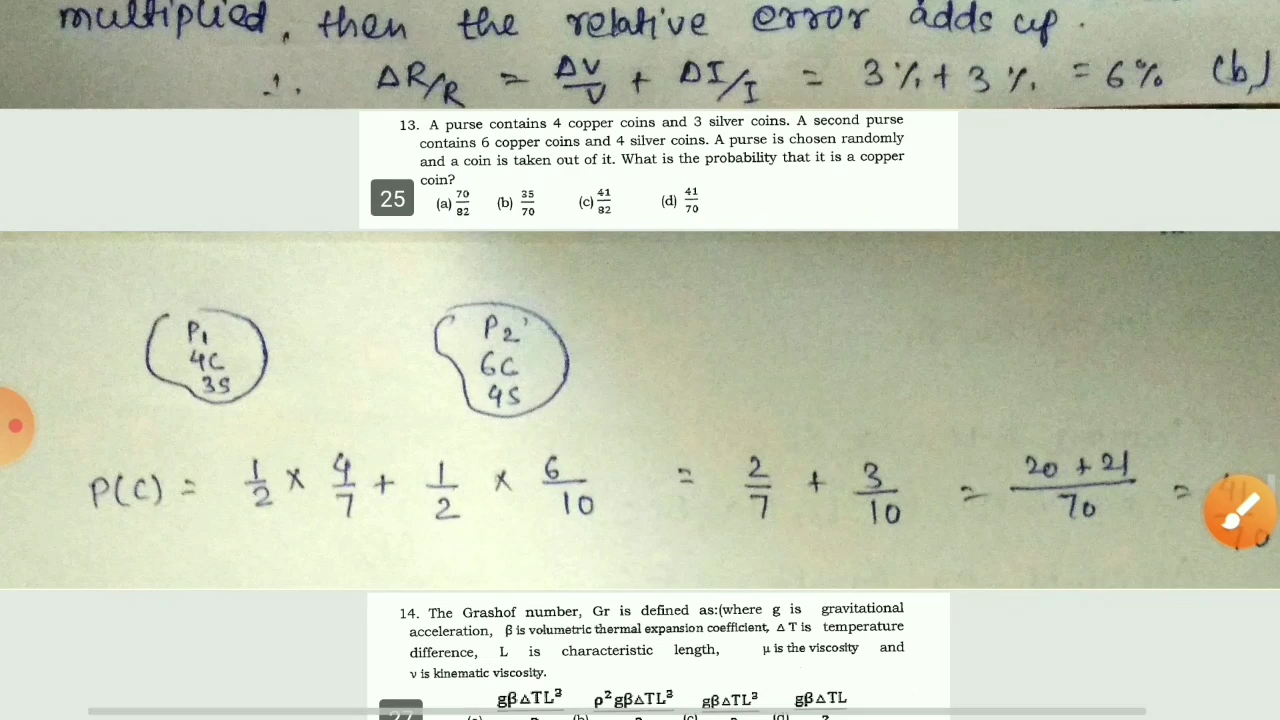 multiplied, then the relative error adds up.
∴ ΔR/R = ΔV/V + ΔI/I = 3% + 3% = 6% (b)
13. A purse contains 4 copper coins and 3 silver coins. A second purse
contains 6 copper coins and 4 silver coins. A purse is chosen randomly
and a coin is taken out of it. What is the probability that it is a copper
coin?
25
(a) 70/82 (b) 35/70 (c) 41/82 (d) 41/70
P1
4C
3S
P2
6C
4S
P(C) = 1/2 × 4/7 + 1/2 × 6/10 = 2/7 + 3/10 = 20 + 21/70 =
14. The Grashof number, Gr is defined as:(where g is gravitational
acceleration, β is volumetric thermal expansion coefficient, ΔT is temperature
difference, L is characteristic length, μ is the viscosity and
ν is kinematic viscosity.
gβΔTL³ ρ²gβΔTL³ gβΔTL³ gβΔTL
27